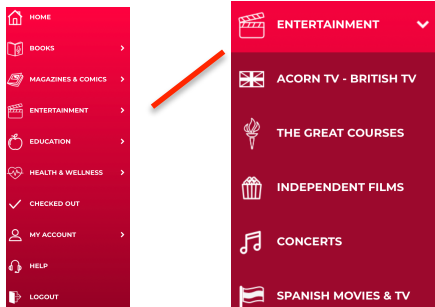 HOME
BOOKS
MAGAZINES & COMICS
ENTERTAINMENT
EDUCATION
HEALTH & WELLNESS
CHECKED OUT
MY ACCOUNT
HELP
LOGOUT
ENTERTAINMENT
ACORN TV - BRITISH TV
THE GREAT COURSES
INDEPENDENT FILMS
CONCERTS
SPANISH MOVIES & TV